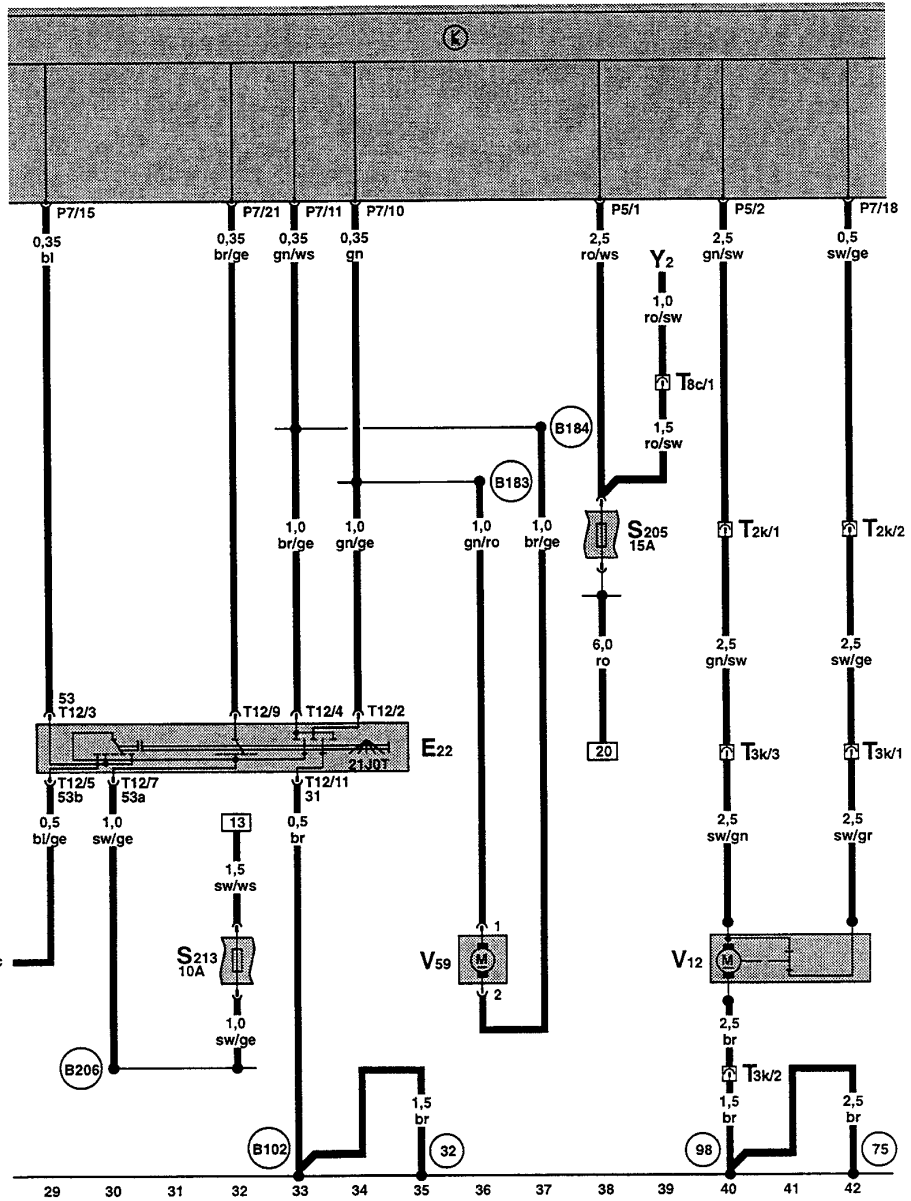 K
P7/15 P7/21 P7/11 P7/10 P5/1 P5/2 P7/18
0,35 0,35 0,35 0,35 2,5 2,5 0,5
bl br/ge gn/ws gn ro/ws gn/sw sw/ge
Y2
1,0
ro/sw
T8c/1
1,5
ro/sw
B184
B183
1,0 1,0 1,0 1,0
br/ge gn/ge gn/ro br/ge
S205
15A
T2k/1 T2k/2
6,0 2,5 2,5
ro gn/sw sw/ge
53
T12/3 T12/9 T12/4 T12/2
E22
21J0T
20
T3k/3 T3k/1
T12/5 T12/7 T12/11
53b 53a 31
0,5 1,0 0,5
bl/ge sw/ge br
13
2,5 2,5
sw/gn sw/gr
1,5
sw/ws
S213
10A
1
V59 M
2
V12 M
1,0
sw/ge
2,5
br
B206
T3k/2
1,5
br
1,5
br
2,5
br
B102 32 98 75
29 30 31 32 33 34 35 36 37 38 39 40 41 42